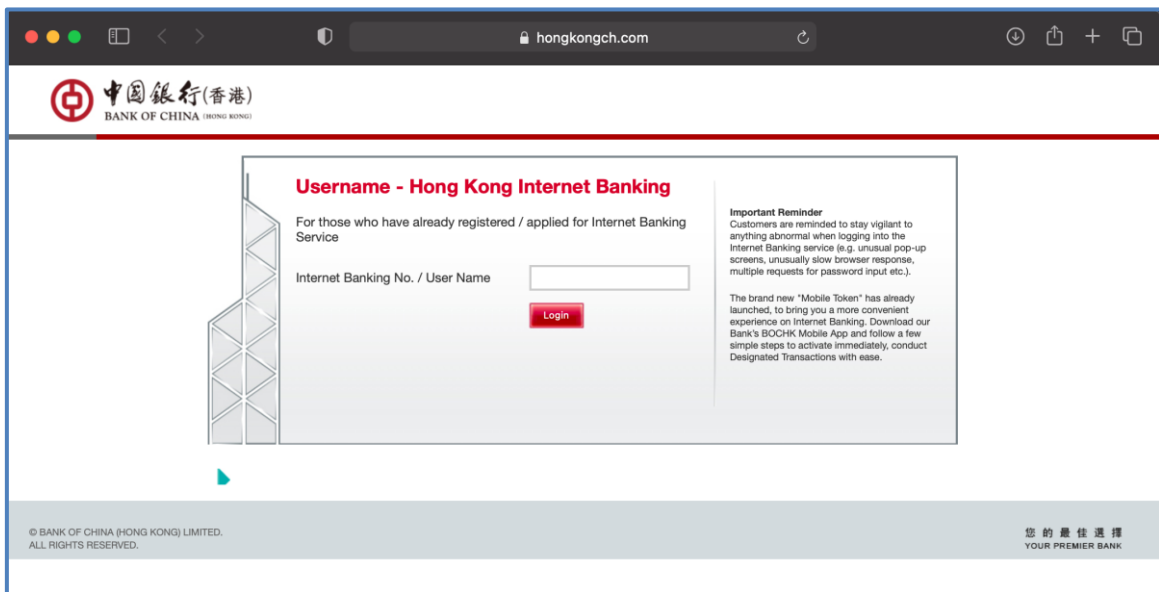 hongkongch.com
中國銀行(香港)
BANK OF CHINA (HONG KONG)
Username - Hong Kong Internet Banking
For those who have already registered / applied for Internet Banking
Service
Internet Banking No. / User Name
Login
Important Reminder
Customers are reminded to stay vigilant to
anything abnormal when logging into the
Internet Banking service (e.g. unusual pop-up
screens, unusually slow browser response,
multiple requests for password input etc.).
The brand new "Mobile Token" has already
launched, to bring you a more convenient
experience on Internet Banking. Download our
Bank's BOCHK Mobile App and follow a few
simple steps to activate immediately, conduct
Designated Transactions with ease.
© BANK OF CHINA (HONG KONG) LIMITED.
ALL RIGHTS RESERVED.
您的最佳選擇
YOUR PREMIER BANK